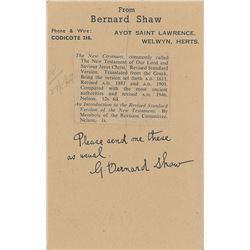 From
Bernard Shaw
Phone & Wire:
CODICOTE 218.
AYOT SAINT LAWRENCE,
WELWYN, HERTS.
The New Covenant, commonly called
The New Testament of Our Lord and
Saviour Jesus Christ, Revised Standard
Version. Translated from the Greek,
Being the version set forth A.D. 1611,
Revised A.D. 1881 and 1901.
Compared with the most ancient
authorities and revised A.D. 1946.
Nelson. 12s. 6d.
An Introduction to the Revised Standard
Version of the New Testament. By
Members of the Revision Committee.
Nelson. 1s.
Please send me these
as usual.
G. Bernard Shaw